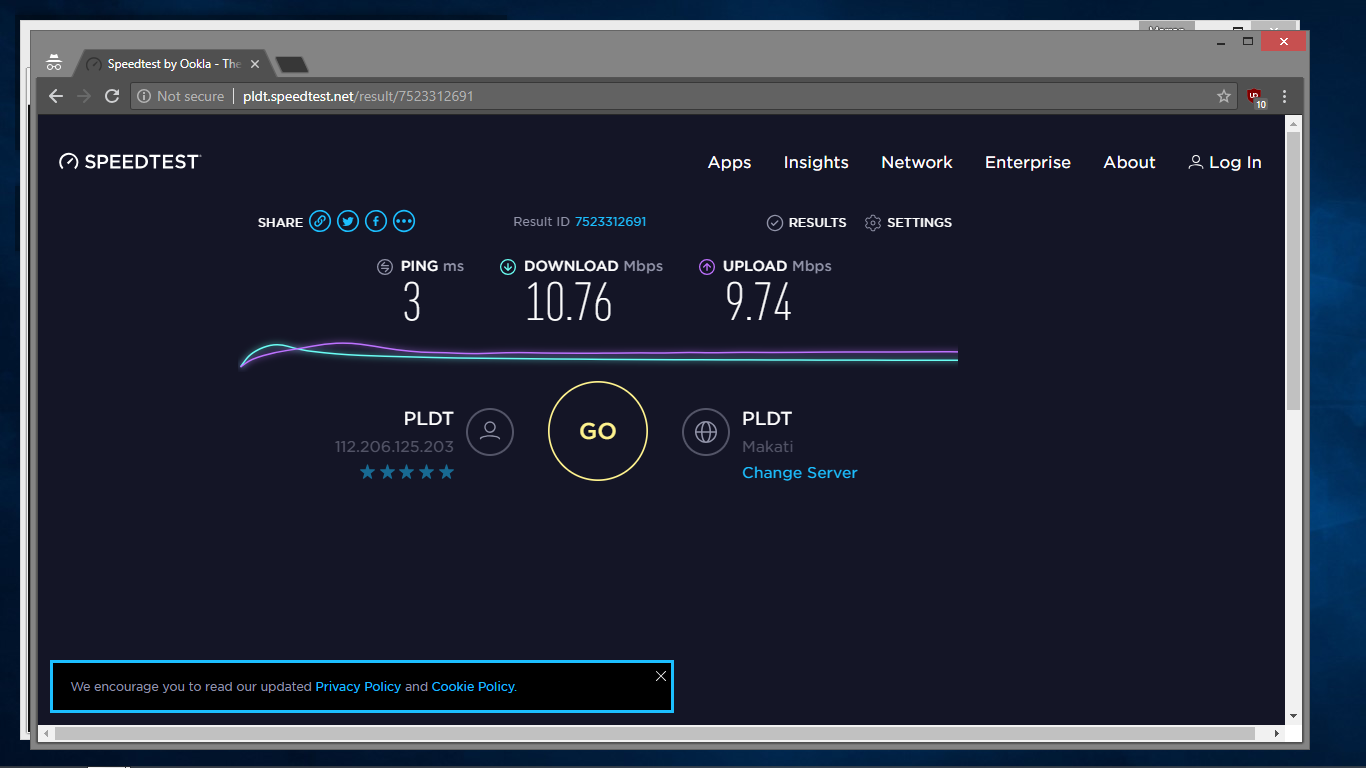 Speedtest by Ookla - The
Not secure | pldt.speedtest.net/result/7523312691
10
SPEEDTEST
Apps Insights Network Enterprise About Log In
SHARE Result ID 7523312691 RESULTS SETTINGS
PING ms DOWNLOAD Mbps UPLOAD Mbps
3 10.76 9.74
PLDT GO PLDT
112.206.125.203 Makati
Change Server
We encourage you to read our updated Privacy Policy and Cookie Policy.